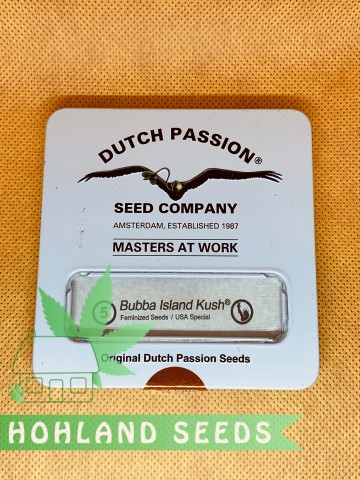 DUTCH PASSION®
SEED COMPANY
AMSTERDAM, ESTABLISHED 1987
MASTERS AT WORK
5 Bubba Island Kush®
Feminized Seeds / USA Special
Original Dutch Passion Seeds
HOHLAND SEEDS